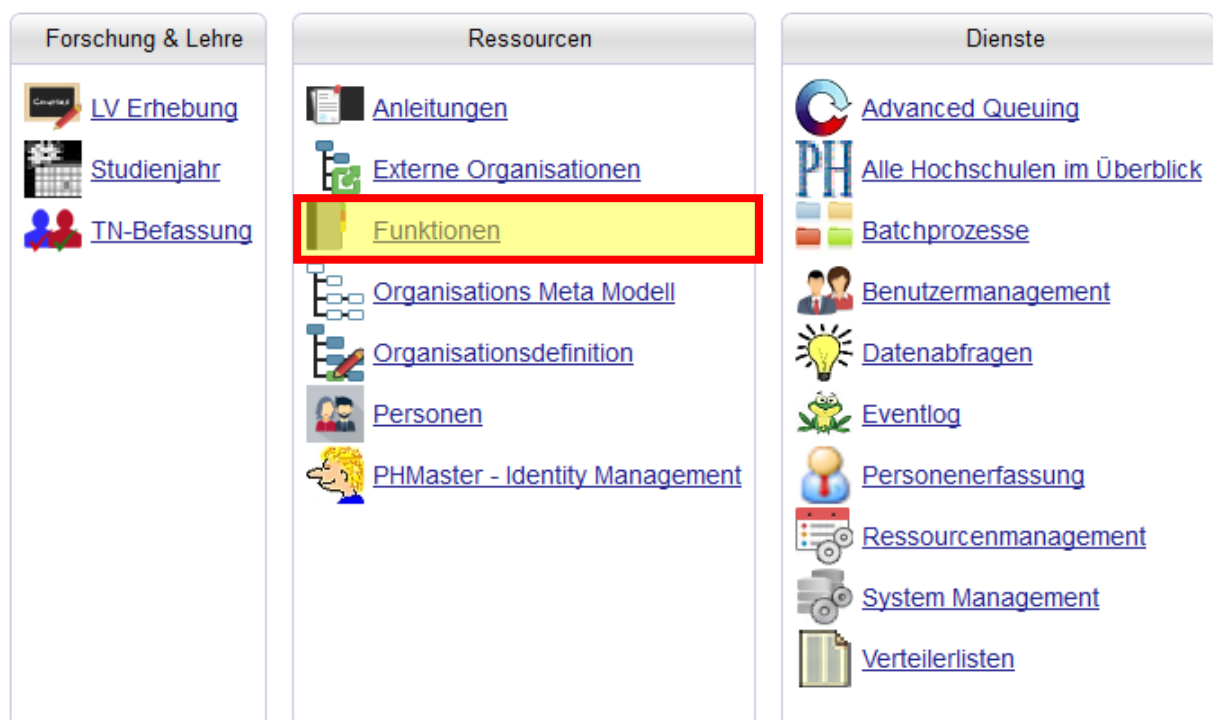 Forschung & Lehre
LV Erhebung
Studienjahr
TN-Befassung
Ressourcen
Anleitungen
Externe Organisationen
Funktionen
Organisations Meta Modell
Organisationsdefinition
Personen
PHMaster - Identity Management
Dienste
Advanced Queuing
PH
Alle Hochschulen im Überblick
Batchprozesse
Benutzermanagement
Datenabfragen
Eventlog
Personenerfassung
Ressourcenmanagement
System Management
Verteilerlisten